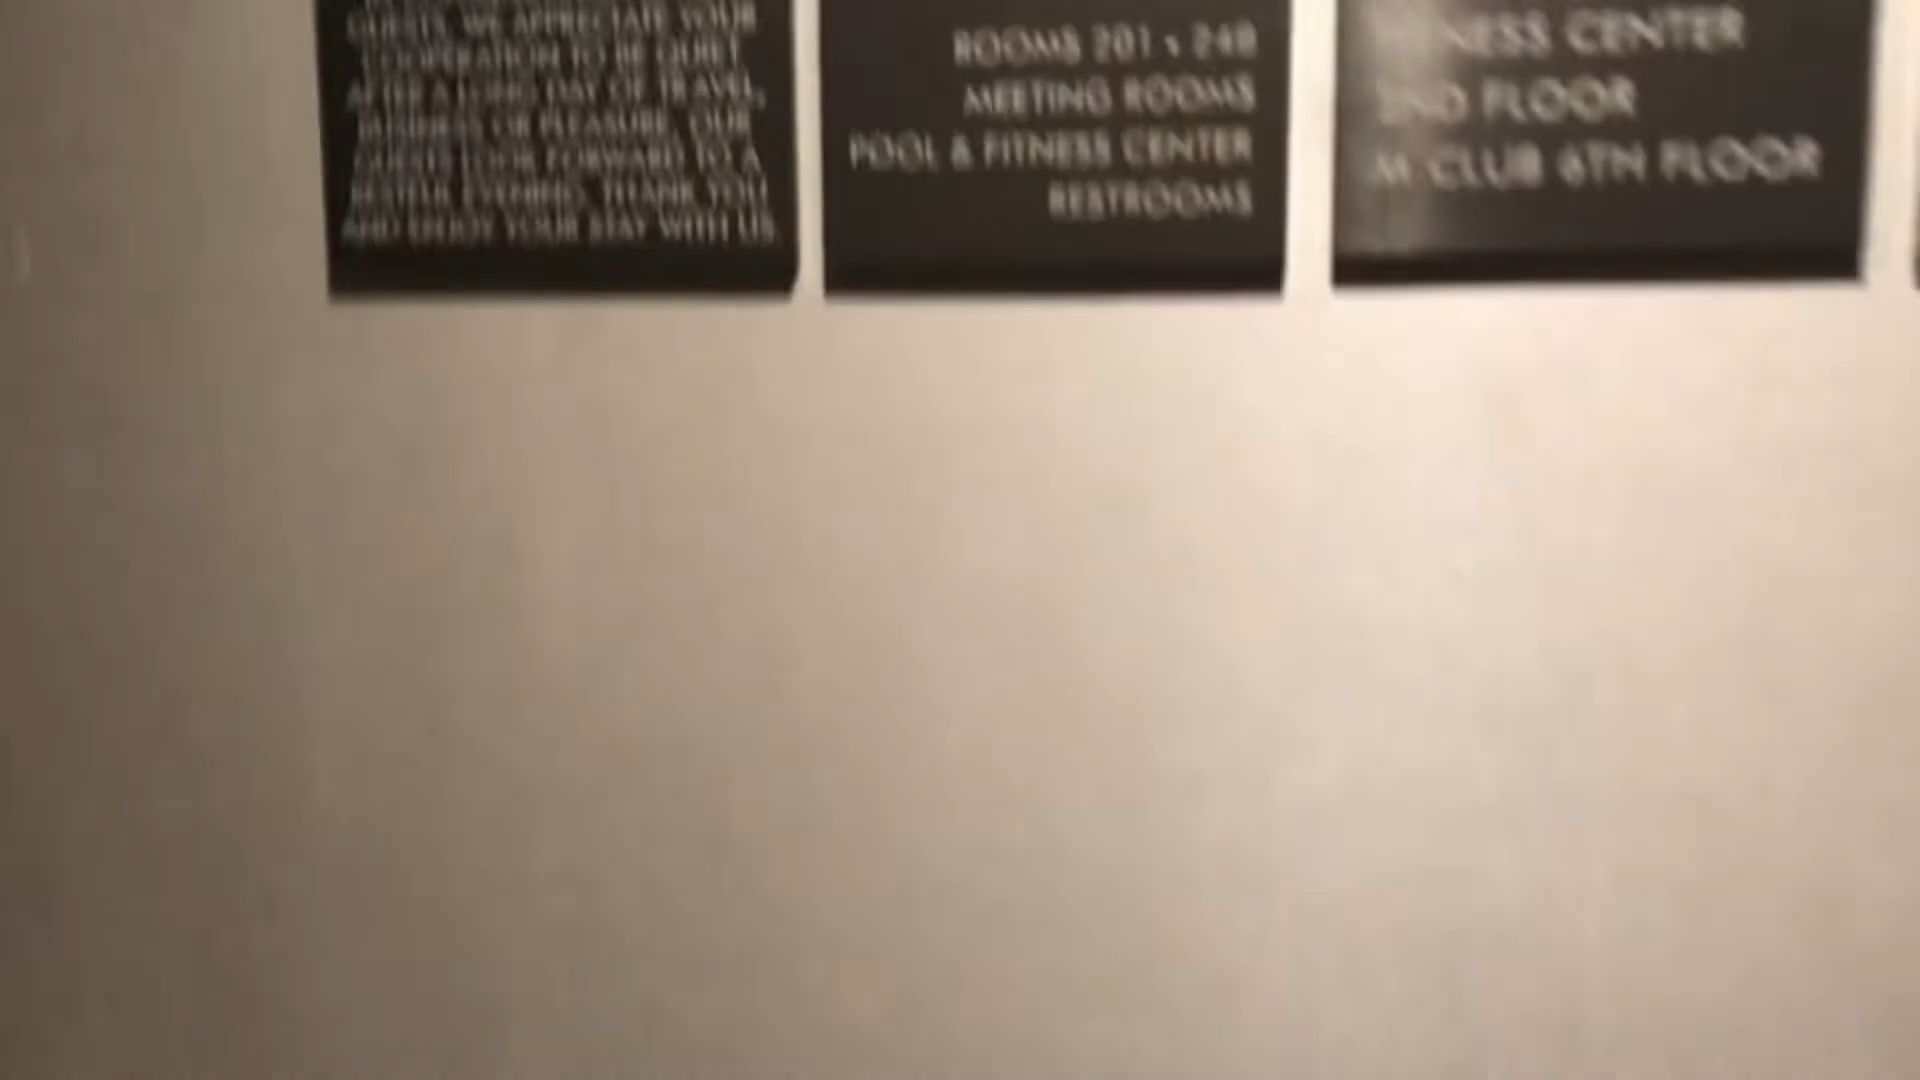 GUESTS, WE APPRECIATE YOUR
COOPERATION TO BE QUIET
AFTER A LONG DAY OF TRAVEL,
BUSINESS OR PLEASURE, OUR
GUESTS LOOK FORWARD TO A
RESTFUL EVENING. THANK YOU
AND ENJOY YOUR STAY WITH US
ROOMS 201 - 248
MEETING ROOMS
POOL & FITNESS CENTER
RESTROOMS
FITNESS CENTER
2ND FLOOR
M CLUB 6TH FLOOR